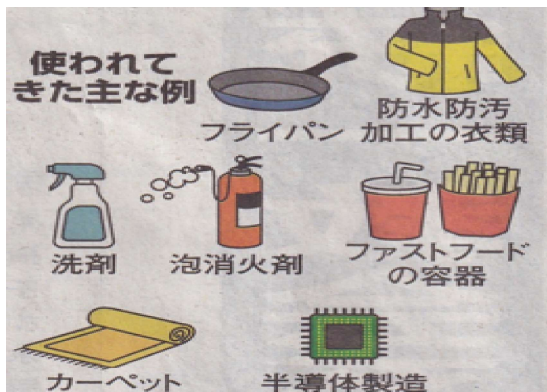 使われて
きた主な例
フライパン
防水防汚
加工の衣類
洗剤
泡消火剤
ファストフード
の容器
カーペット
半導体製造